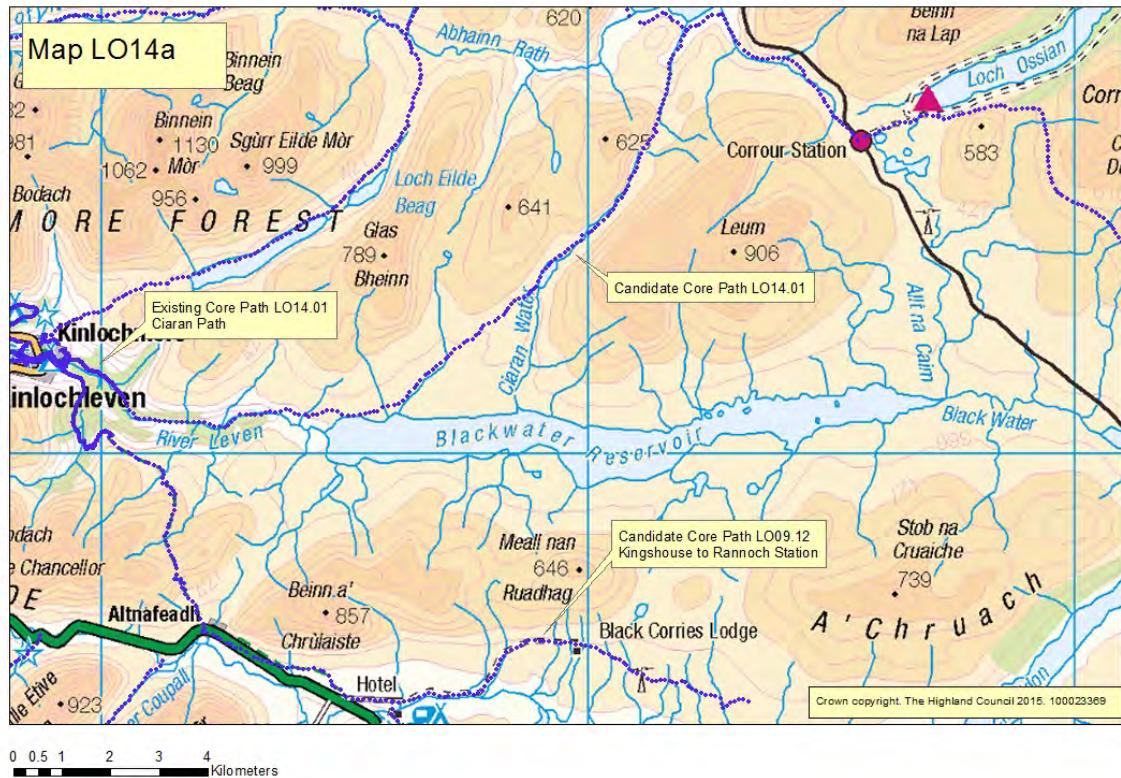 Map LO14a
620
Abhainn Rath
Beinn
na Lap
Loch Ossian
Binnein
Beag
Binnein
1130
Mòr
1062
956
981
Sgùrr Eilde Mòr
999
Bodach
MORE FOREST
Loch Eilde
Beag
Glas
789
Bheinn
641
625
Corrour Station
583
Leum
906
Candidate Core Path LO14.01
Existing Core Path LO14.01
Ciaran Path
inlochleven
River Leven
Ciaran Water
Blackwater
Reservoir
Allt na Caim
Black Water
Candidate Core Path LO09.12
Kingshouse to Rannoch Station
Meall nan
646
Ruadhag
Stob na
Cruaiche
739
A'Chruach
Chancellor
Altnafeadh
Beinn a'
857
Chrùlaiste
Black Corries Lodge
Hotel
923
Crown copyright. The Highland Council 2015. 100023369
0 0.5 1 2 3 4
Kilometers